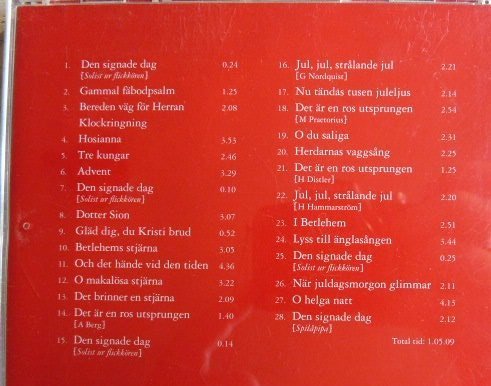 1. Den signade dag 0.24
[Solist ur flickkören]
2. Gammal fäbodpsalm 1.25
3. Bereden väg för Herran 2.08
Klockringning
4. Hosianna 3.53
5. Tre kungar 2.46
6. Advent 3.29
7. Den signade dag 0.10
[Solist ur flickkören]
8. Dotter Sion 3.07
9. Gläd dig, du Kristi brud 0.52
10. Betlehems stjärna 3.05
11. Och det hände vid den tiden 4.36
12. O makalösa stjärna 3.22
13. Det brinner en stjärna 2.09
14. Det är en ros utsprungen 1.40
[A Berg]
15. Den signade dag 0.14
[Solist ur flickkören]
16. Jul, jul, strålande jul 2.21
[G Nordquist]
17. Nu tändas tusen juleljus 2.14
18. Det är en ros utsprungen 2.54
[M Praetorius]
19. O du saliga 2.31
20. Herdarnas vaggsång 2.25
21. Det är en ros utsprungen 1.25
[H Distler]
22. Jul, jul, strålande jul 2.20
[H Hammarström]
23. I Betlehem 2.51
24. Lyss till änglasången 3.44
25. Den signade dag 0.25
[Solist ur flickkören]
26. När juldagsmorgon glimmar 2.11
27. O helga natt 4.13
28. Den signade dag 2.12
[Spilåpipa]
Total tid: 1.05.09